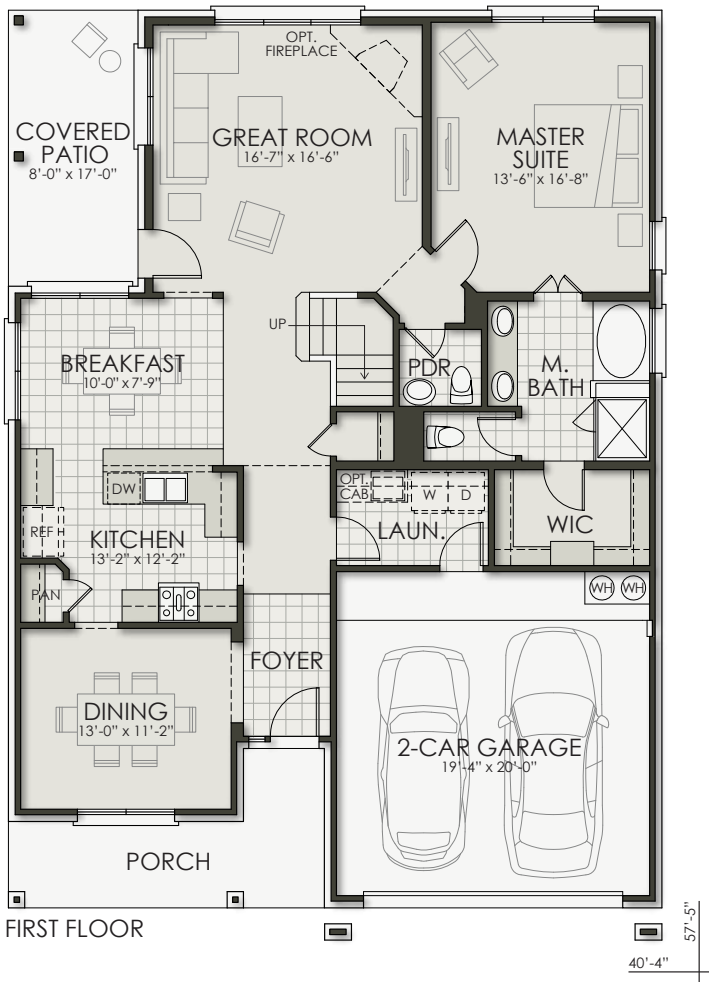 OPT.
FIREPLACE
COVERED
PATIO
8'-0" x 17'-0"
GREAT ROOM
16'-7" x 16'-6"
MASTER
SUITE
13'-6" x 16'-8"
UP
BREAKFAST
10'-0" x 7'-9"
PDR
M.
BATH
DW
OPT.
CAB.
W
D
REF
KITCHEN
13'-2" x 12'-2"
LAUN.
WIC
PAN
WH
WH
FOYER
DINING
13'-0" x 11'-2"
2-CAR GARAGE
19'-4" x 20'-0"
PORCH
FIRST FLOOR
57'-5"
40'-4"